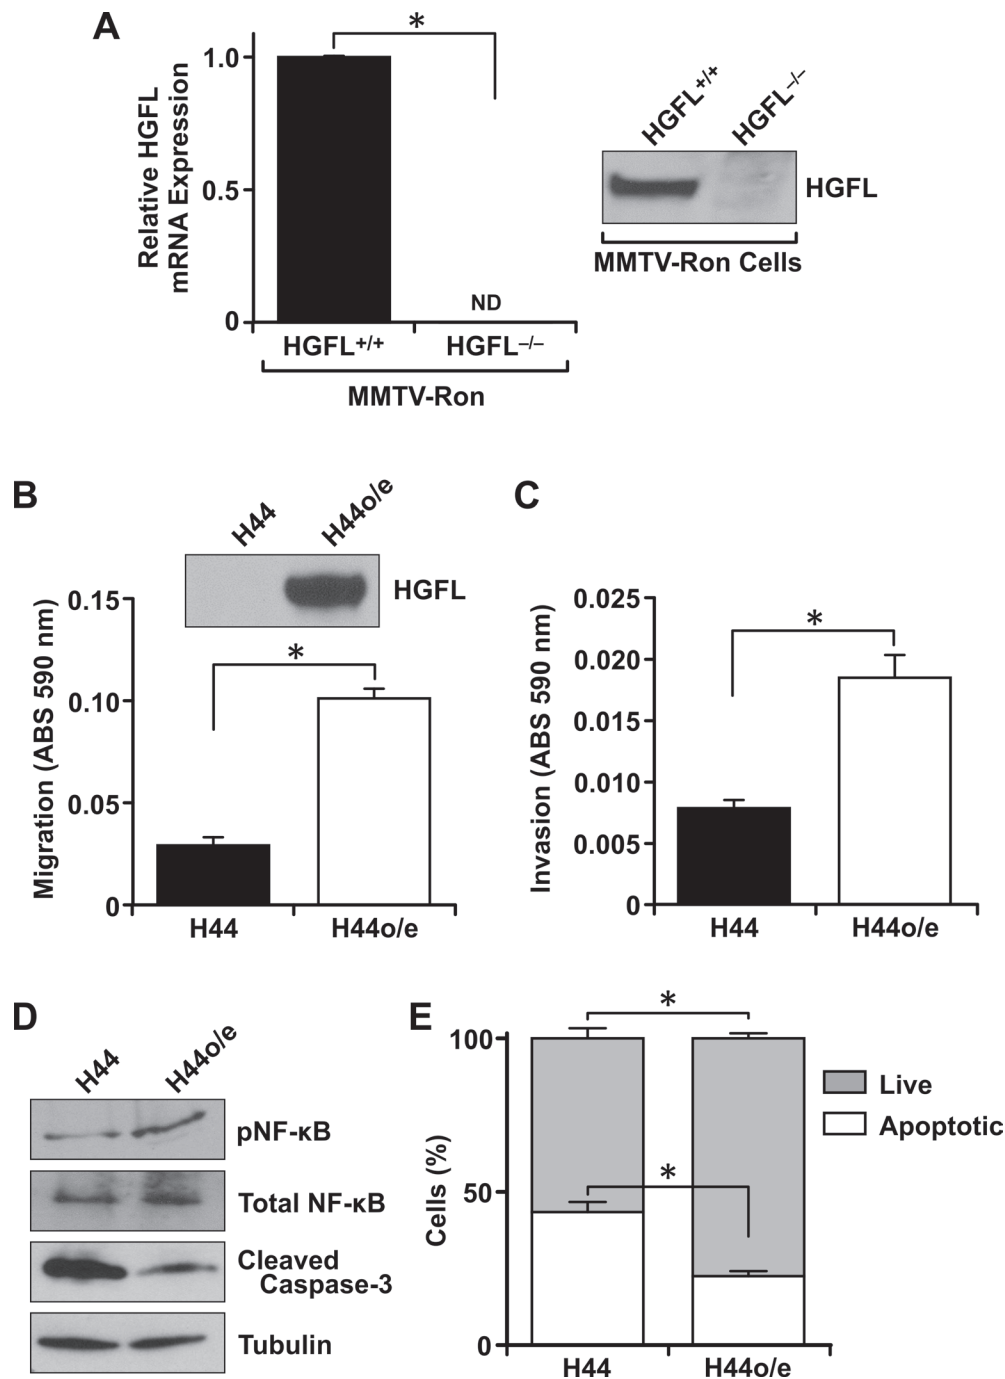 A
Relative HGFL
mRNA Expression
1.0
0.5
0
*
ND
HGFL+/+
HGFL–/–
MMTV-Ron
HGFL+/+
HGFL–/–
HGFL
MMTV-Ron Cells
B
H44
H44o/e
HGFL
Migration (ABS 590 nm)
0.15
0.10
0.05
0
*
H44
H44o/e
C
Invasion (ABS 590 nm)
0.025
0.020
0.015
0.010
0.005
0
*
H44
H44o/e
D
H44
H44o/e
pNF-κB
Total NF-κB
Cleaved
Caspase-3
Tubulin
E
Cells (%)
100
50
0
*
*
H44
H44o/e
Live
Apoptotic